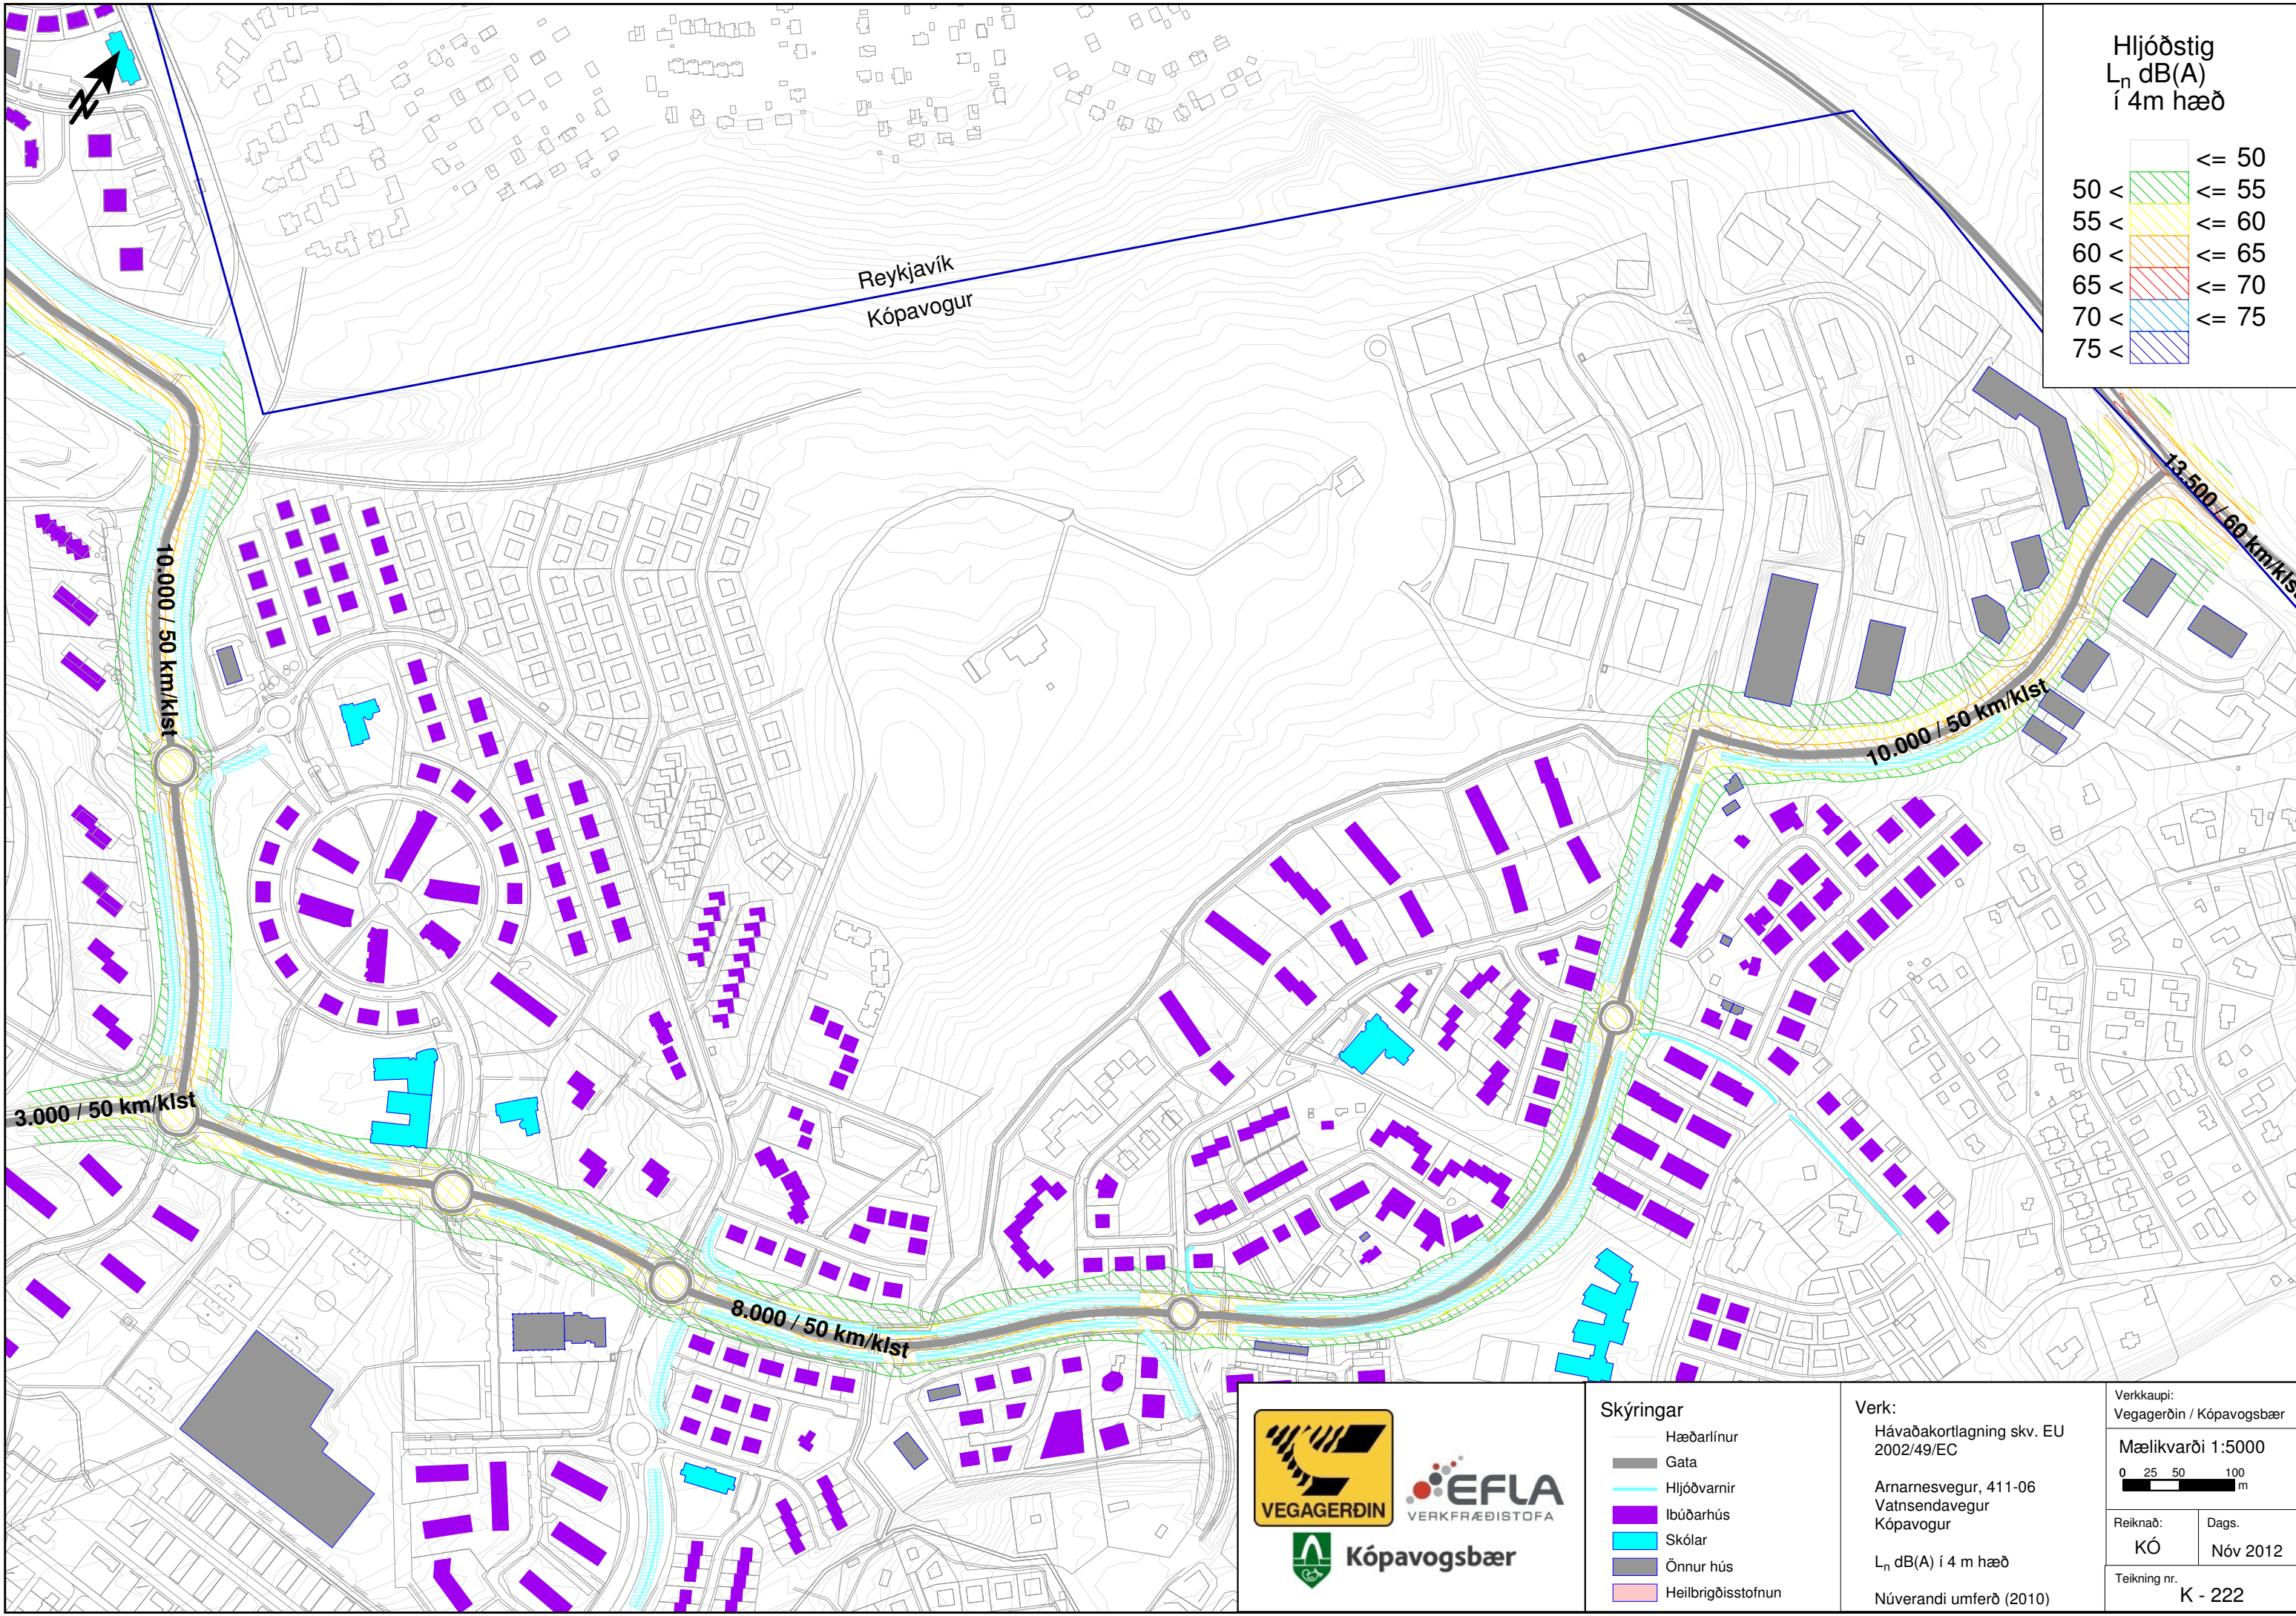 Hljóðstig
Ln dB(A)
í 4m hæð
<= 50
50 < <= 55
55 < <= 60
60 < <= 65
65 < <= 70
70 < <= 75
75 <
N
Reykjavík
Kópavogur
13.500 / 60 km/kls
10.000 / 50 km/klst
10.000 / 50 km/klst
3.000 / 50 km/klst
8.000 / 50 km/klst
VEGAGERÐIN
EFLA
VERKFRÆÐISTOFA
Kópavogsbær
Skýringar
Hæðarlínur
Gata
Hljóðvarnir
Ibúðarhús
Skólar
Önnur hús
Heilbrigðisstofnun
Verk:
Hávaðakortlagning skv. EU
2002/49/EC
Arnarnesvegur, 411-06
Vatnsendavegur
Kópavogur
Ln dB(A) í 4 m hæð
Núverandi umferð (2010)
Verkkaupi:
Vegagerðin / Kópavogsbær
Mælikvarði 1:5000
0 25 50 100
m
Reiknað:
KÓ
Dags.
Nóv 2012
Teikning nr.
K - 222